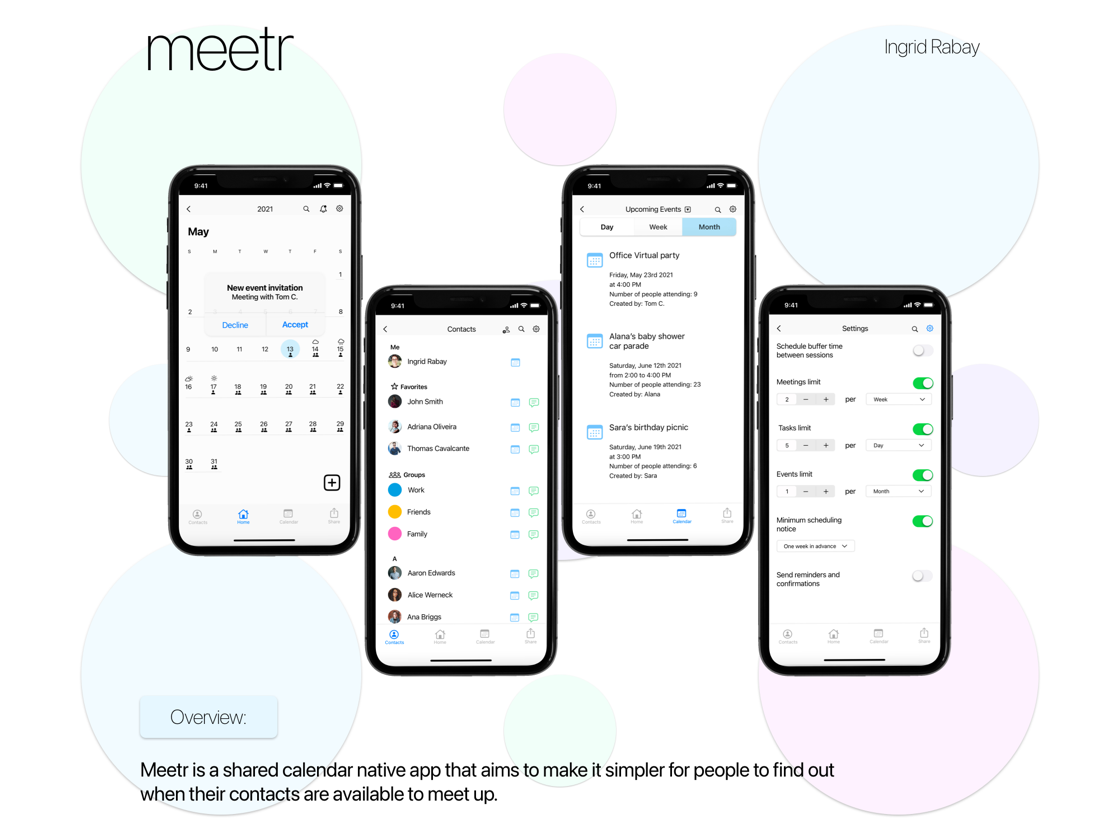 meetr
Ingrid Rabay
9:41
2021
May
S M T W T F S
1
New event invitation
Meeting with Tom C.
2 8
Decline Accept
9 10 11 12 13 14 15
16 17 18 19 20 21 22
23 24 25 26 27 28 29
30 31
Contacts Home Calendar Share
9:41
Contacts
Me
Ingrid Rabay
Favorites
John Smith
Adriana Oliveira
Thomas Cavalcante
Groups
Work
Friends
Family
A
Aaron Edwards
Alice Werneck
Ana Briggs
Contacts Home Calendar Share
9:41
Upcoming Events
Day Week Month
Office Virtual party
Friday, May 23rd 2021
at 4:00 PM
Number of people attending: 9
Created by: Tom C.
Alana's baby shower
car parade
Saturday, June 12th 2021
from 2:00 to 4:00 PM
Number of people attending: 23
Created by: Alana
Sara's birthday picnic
Saturday, June 19th 2021
at 3:00 PM
Number of people attending: 6
Created by: Sara
Contacts Home Calendar Share
9:41
Settings
Schedule buffer time
between sessions
Meetings limit
2 − + per Week
Tasks limit
5 − + per Day
Events limit
1 − + per Month
Minimum scheduling
notice
One week in advance
Send reminders and
confirmations
Contacts Home Calendar Share
Overview:
Meetr is a shared calendar native app that aims to make it simpler for people to find out
when their contacts are available to meet up.